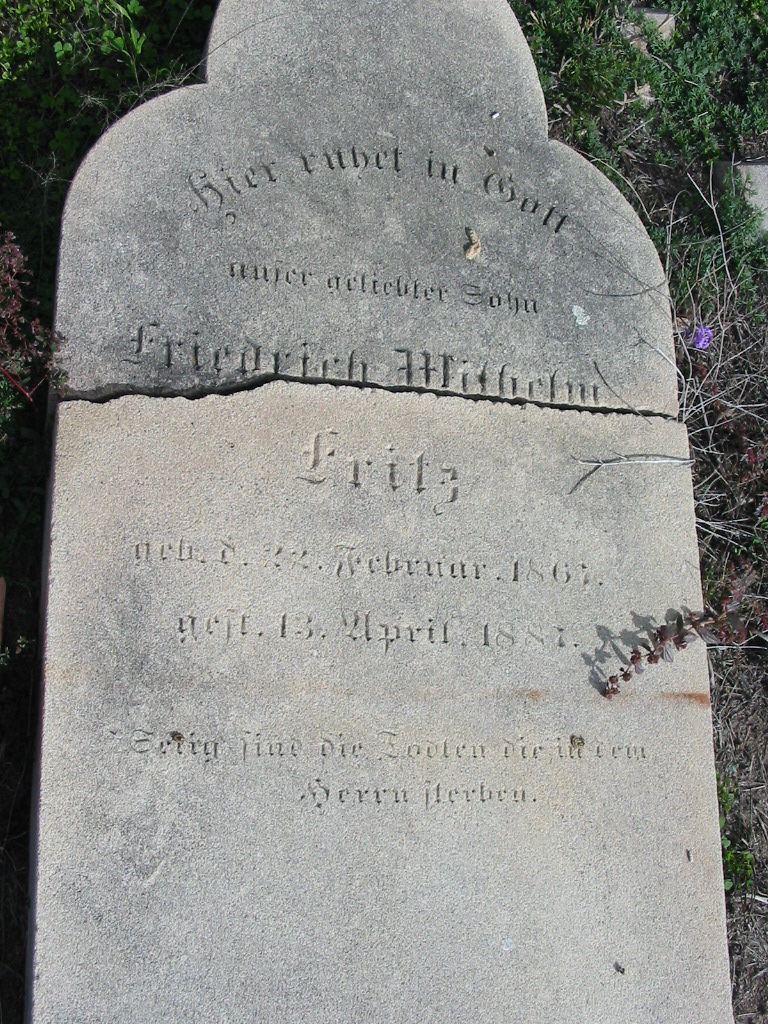 Hier ruhet in Gott
unser geliebter Sohn
Friedrich Wilhelm
Fritz
geb. d. 22. Februar. 1867.
gest. 13. April. 1887.
Selig sind die Todten die in dem
Herrn sterben.